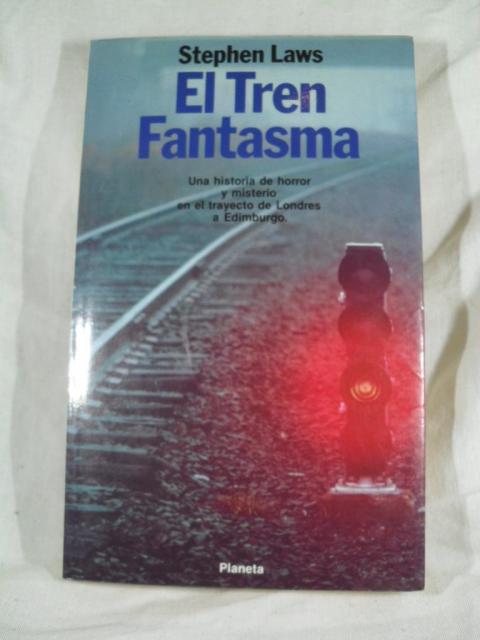 Stephen Laws
El Tren
Fantasma
Una historia de horror
y misterio
en el trayecto de Londres
a Edimburgo.
Planeta